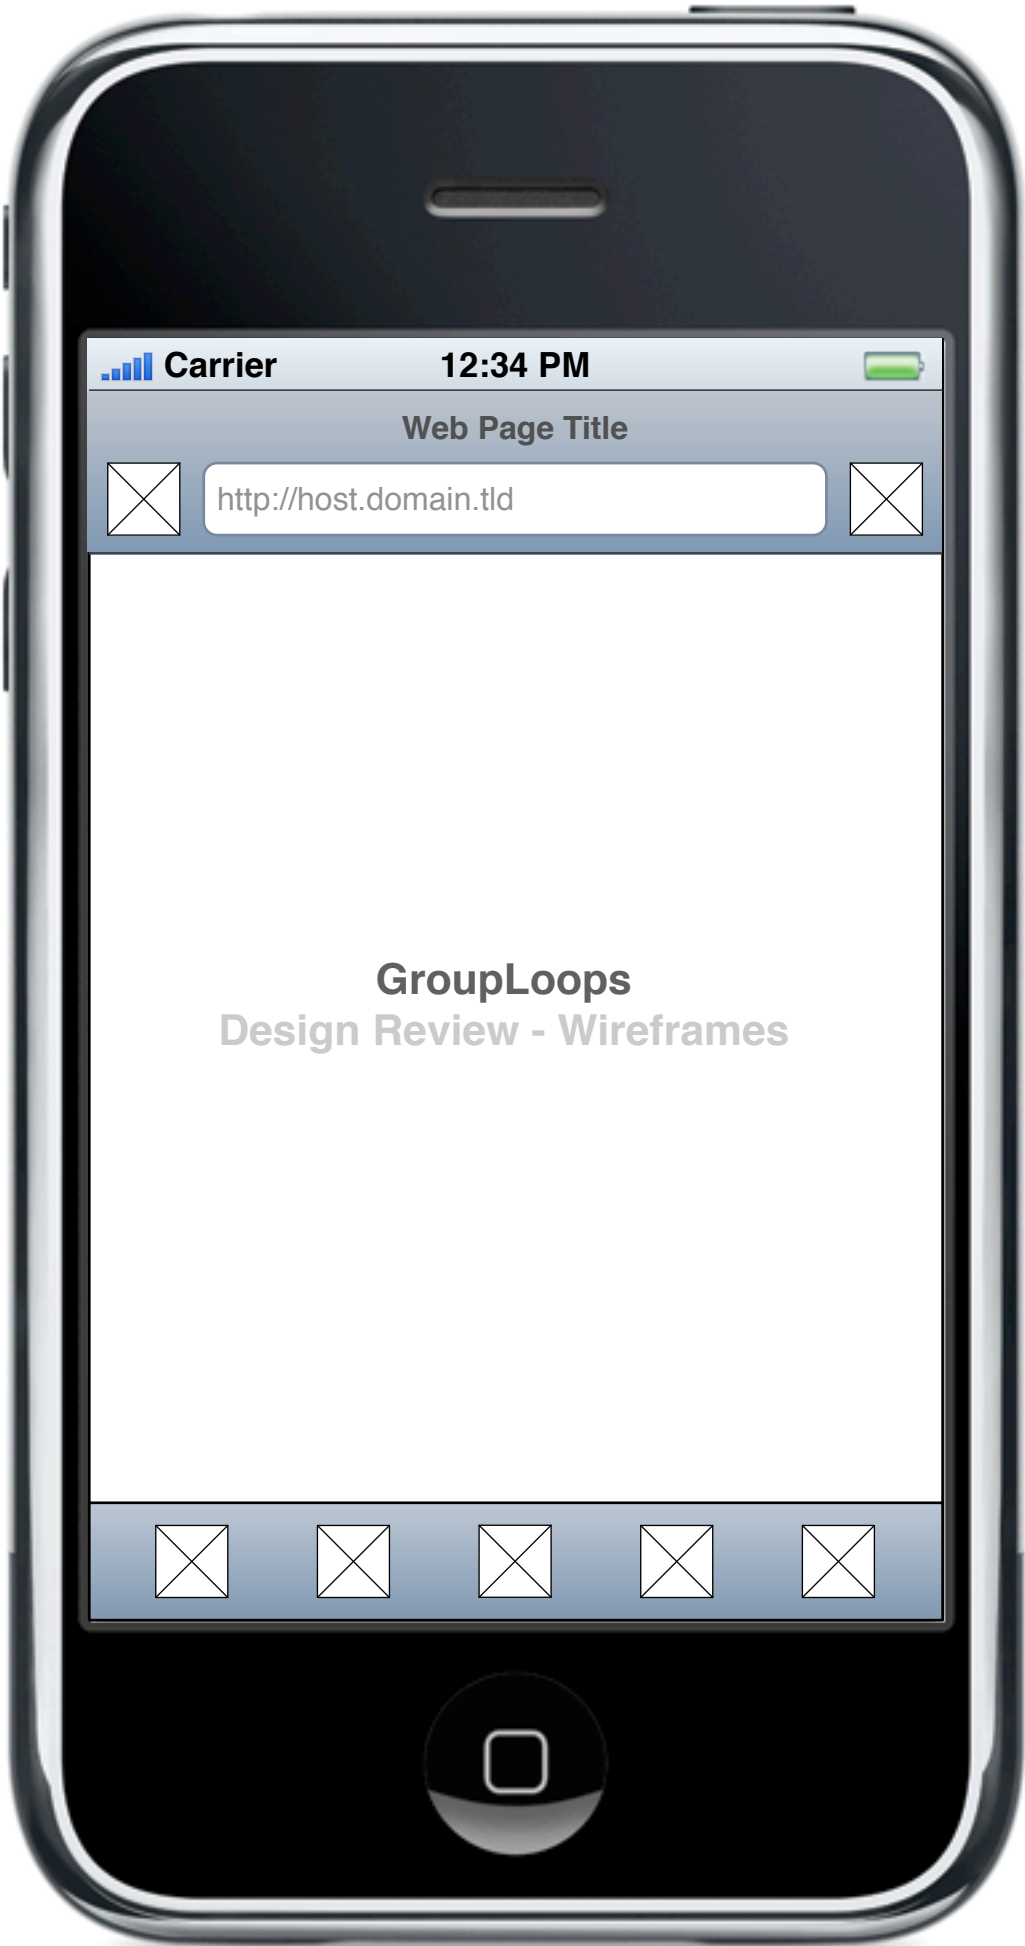 Carrier 12:34 PM
Web Page Title
http://host.domain.tld
GroupLoops
Design Review - Wireframes